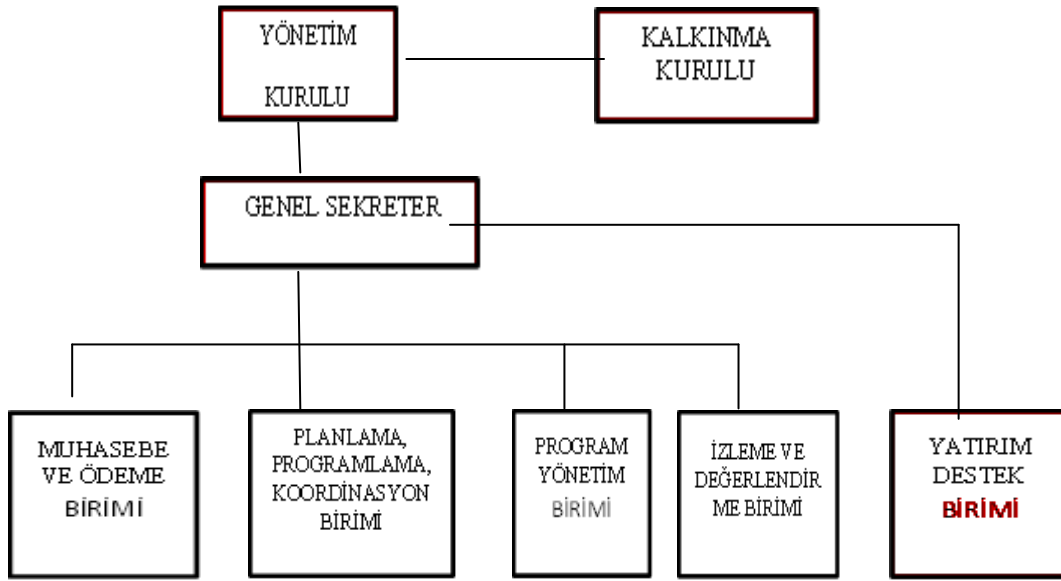 YÖNETİM
KURULU
KALKINMA
KURULU
GENEL SEKRETER
MUHASEBE
VE ÖDEME
BİRİMİ
PLANLAMA,
PROGRAMLAMA,
KOORDİNASYON
BİRİMİ
PROGRAM
YÖNETİM
BİRİMİ
İZLEME VE
DEĞERLENDİR
ME BİRİMİ
YATIRIM
DESTEK
BİRİMİ